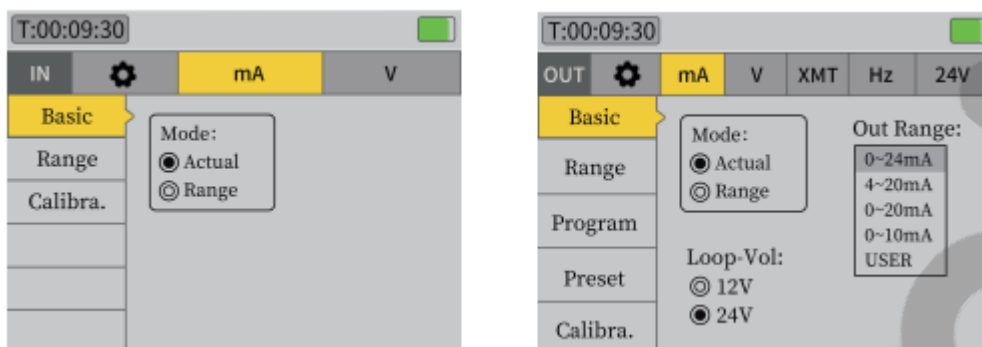 T:00:09:30
IN mA V
Basic
Range
Calibra.
Mode:
Actual
Range
T:00:09:30
OUT mA V XMT Hz 24V
Basic
Range
Program
Preset
Calibra.
Mode:
Actual
Range
Loop-Vol:
12V
24V
Out Range:
0~24mA
4~20mA
0~20mA
0~10mA
USER